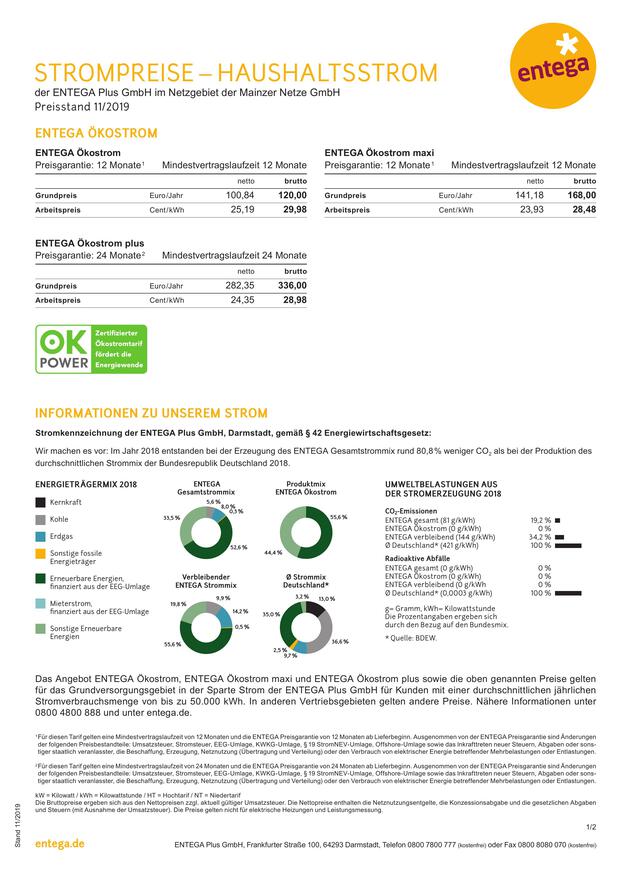 STROMPREISE – HAUSHALTSSTROM
der ENTEGA Plus GmbH im Netzgebiet der Mainzer Netze GmbH
Preisstand 11/2019
entega
ENTEGA ÖKOSTROM
ENTEGA Ökostrom
Preisgarantie: 12 Monate¹ Mindestvertragslaufzeit 12 Monate
netto brutto
Grundpreis Euro/Jahr 100,84 120,00
Arbeitspreis Cent/kWh 25,19 29,98
ENTEGA Ökostrom maxi
Preisgarantie: 12 Monate¹ Mindestvertragslaufzeit 12 Monate
netto brutto
Grundpreis Euro/Jahr 141,18 168,00
Arbeitspreis Cent/kWh 23,93 28,48
ENTEGA Ökostrom plus
Preisgarantie: 24 Monate² Mindestvertragslaufzeit 24 Monate
netto brutto
Grundpreis Euro/Jahr 282,35 336,00
Arbeitspreis Cent/kWh 24,35 28,98
OK
POWER
Zertifizierter
Ökostromtarif
fördert die
Energiewende
INFORMATIONEN ZU UNSEREM STROM
Stromkennzeichnung der ENTEGA Plus GmbH, Darmstadt, gemäß § 42 Energiewirtschaftsgesetz:
Wir machen es vor: Im Jahr 2018 entstanden bei der Erzeugung des ENTEGA Gesamtstrommix rund 80,8 % weniger CO₂ als bei der Produktion des
durchschnittlichen Strommix der Bundesrepublik Deutschland 2018.
ENERGIETRÄGERMIX 2018
Kernkraft
Kohle
Erdgas
Sonstige fossile
Energieträger
Erneuerbare Energien,
finanziert aus der EEG-Umlage
Mieterstrom,
finanziert aus der EEG-Umlage
Sonstige Erneuerbare
Energien
ENTEGA
Gesamtstrommix
5,6 %
8,0 %
0,3 %
33,5 %
52,6 %
Produktmix
ENTEGA Ökostrom
55,6 %
44,4 %
Verbleibender
ENTEGA Strommix
9,9 %
19,8 %
14,2 %
0,5 %
55,6 %
Ø Strommix
Deutschland*
3,2 %
13,0 %
35,0 %
36,6 %
2,5 %
9,7 %
UMWELTBELASTUNGEN AUS
DER STROMERZEUGUNG 2018
CO₂-Emissionen
ENTEGA gesamt (81 g/kWh) 19,2 %
ENTEGA Ökostrom (0 g/kWh) 0 %
ENTEGA verbleibend (144 g/kWh) 34,2 %
Ø Deutschland* (421 g/kWh) 100 %
Radioaktive Abfälle
ENTEGA gesamt (0 g/kWh) 0 %
ENTEGA Ökostrom (0 g/kWh 0 %
ENTEGA verbleibend (0 g/kWh 0 %
Ø Deutschland* (0,0003 g/kWh) 100 %
g= Gramm, kWh= Kilowattstunde
Die Prozentangaben ergeben sich
durch den Bezug auf den Bundesmix.
* Quelle: BDEW.
Das Angebot ENTEGA Ökostrom, ENTEGA Ökostrom maxi und ENTEGA Ökostrom plus sowie die oben genannten Preise gelten
für das Grundversorgungsgebiet in der Sparte Strom der ENTEGA Plus GmbH für Kunden mit einer durchschnittlichen jährlichen
Stromverbrauchsmenge von bis zu 50.000 kWh. In anderen Vertriebsgebieten gelten andere Preise. Nähere Informationen unter
0800 4800 888 und unter entega.de.
¹Für diesen Tarif gelten eine Mindestvertragslaufzeit von 12 Monaten und die ENTEGA Preisgarantie von 12 Monaten ab Lieferbeginn. Ausgenommen von der ENTEGA Preisgarantie sind Änderungen
der folgenden Preisbestandteile: Umsatzsteuer, Stromsteuer, EEG-Umlage, KWKG-Umlage, § 19 StromNEV-Umlage, Offshore-Umlage sowie das Inkrafttreten neuer Steuern, Abgaben oder sons-
tiger staatlich veranlasster, die Beschaffung, Erzeugung, Netznutzung (Übertragung und Verteilung) oder den Verbrauch von elektrischer Energie betreffender Mehrbelastungen oder Entlastungen.
²Für diesen Tarif gelten eine Mindestvertragslaufzeit von 24 Monaten und die ENTEGA Preisgarantie von 24 Monaten ab Lieferbeginn. Ausgenommen von der ENTEGA Preisgarantie sind Änderungen
der folgenden Preisbestandteile: Umsatzsteuer, Stromsteuer, EEG-Umlage, KWKG-Umlage, § 19 StromNEV-Umlage, Offshore-Umlage sowie das Inkrafttreten neuer Steuern, Abgaben oder sons-
tiger staatlich veranlasster, die Beschaffung, Erzeugung, Netznutzung (Übertragung und Verteilung) oder den Verbrauch von elektrischer Energie betreffender Mehrbelastungen oder Entlastungen.
kW = Kilowatt / kWh = Kilowattstunde / HT = Hochtarif / NT = Niedertarif
Die Bruttopreise ergeben sich aus den Nettopreisen zzgl. aktuell gültiger Umsatzsteuer. Die Nettopreise enthalten die Netznutzungsentgelte, die Konzessionsabgabe und die gesetzlichen Abgaben
und Steuern (mit Ausnahme der Umsatzsteuer). Die Preise gelten nicht für elektrische Heizungen und Leistungsmessung.
Stand 11/2019
1/2
entega.de
ENTEGA Plus GmbH, Frankfurter Straße 100, 64293 Darmstadt, Telefon 0800 7800 777 (kostenfrei) oder Fax 0800 8080 070 (kostenfrei)